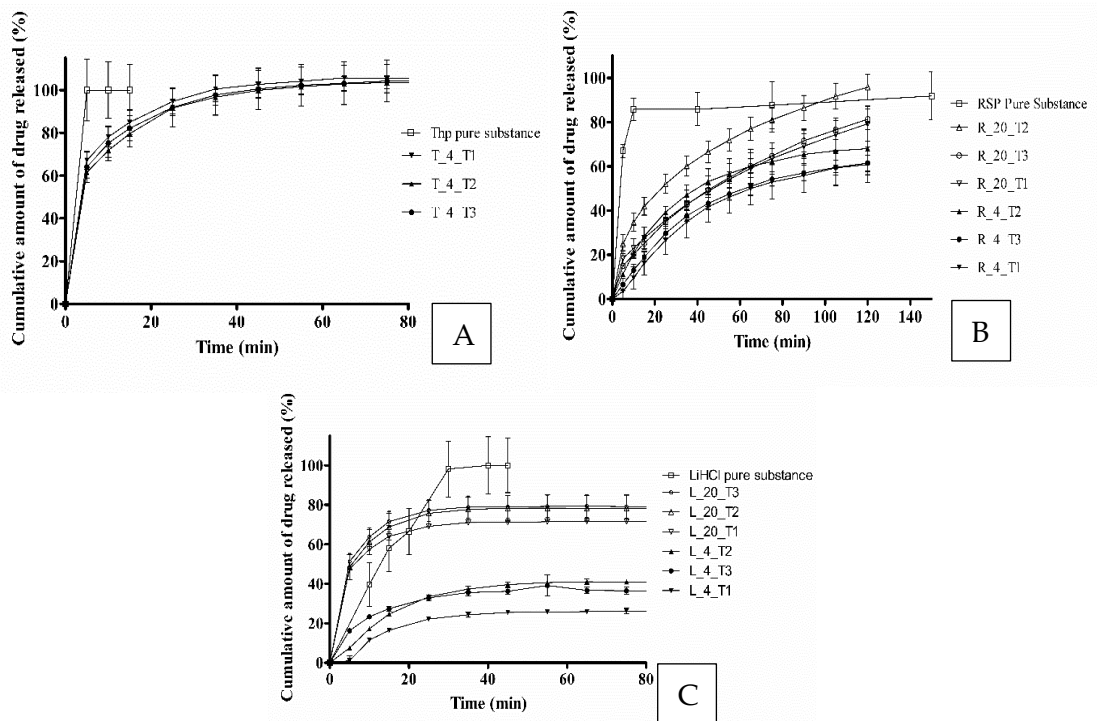 Cumulative amount of drug released (%)
100
80
60
40
20
0
0 20 40 60 80
Time (min)
Thp pure substance
T_4_T1
T_4_T2
T_4_T3
A
Cumulative amount of drug released (%)
100
80
60
40
20
0
0 20 40 60 80 100 120 140
Time (min)
RSP Pure Substance
R_20_T2
R_20_T3
R_20_T1
R_4_T2
R_4_T3
R_4_T1
B
Cumulative amount of drug released (%)
100
80
60
40
20
0
0 20 40 60 80
Time (min)
LiHCl pure substance
L_20_T3
L_20_T2
L_20_T1
L_4_T2
L_4_T3
L_4_T1
C